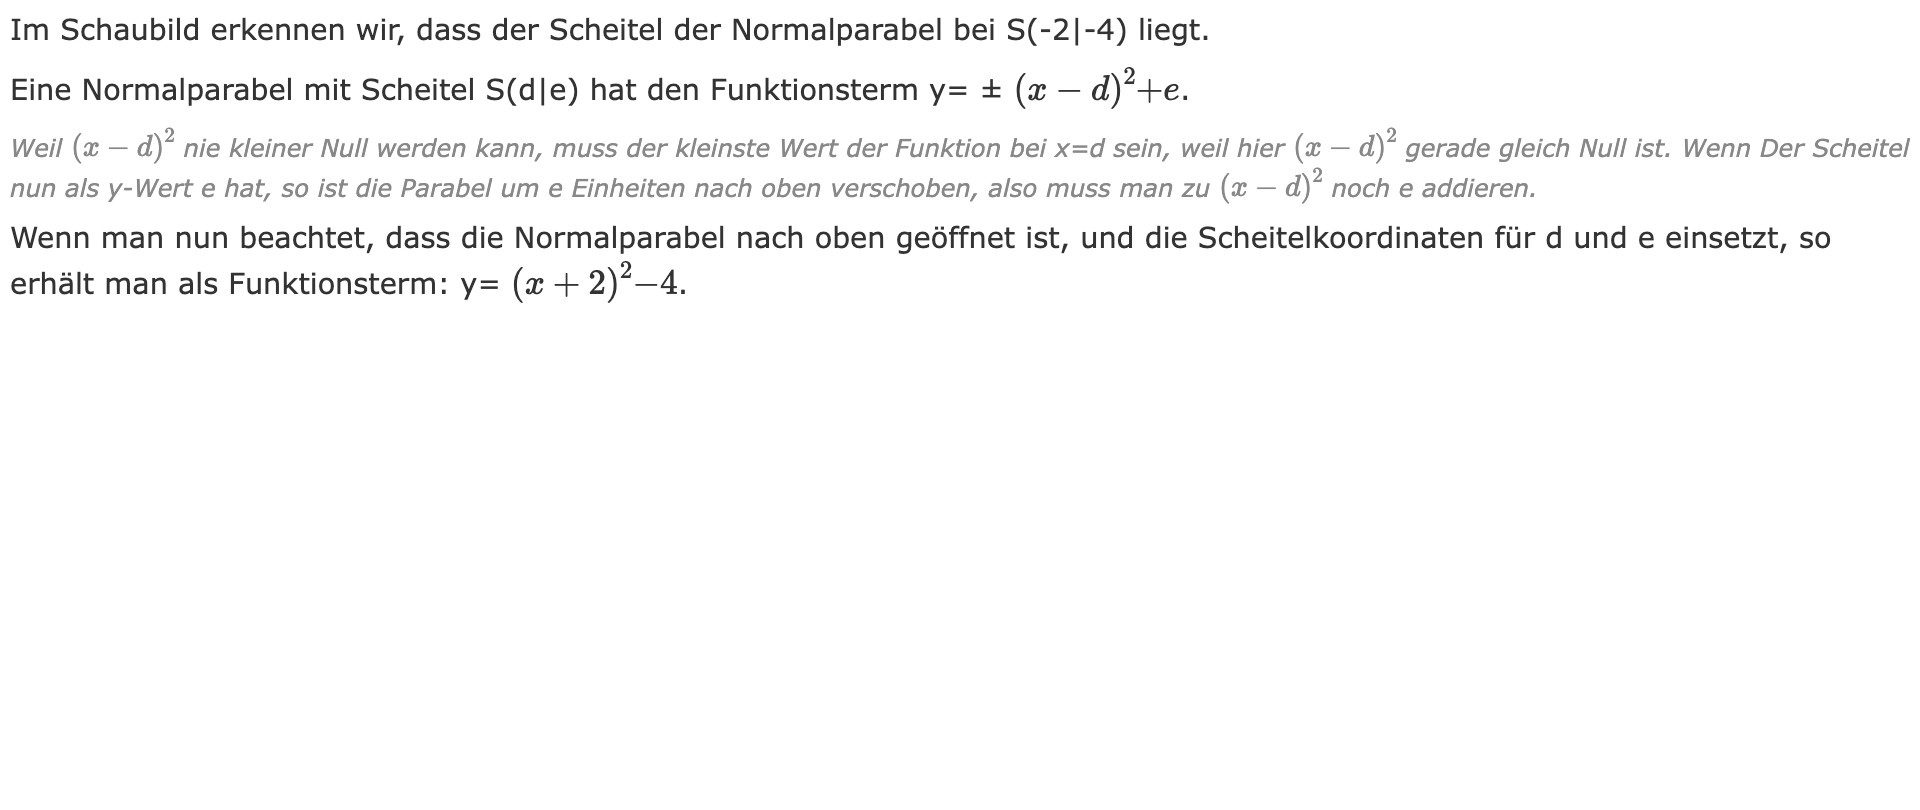 Im Schaubild erkennen wir, dass der Scheitel der Normalparabel bei S(-2|-4) liegt.
Eine Normalparabel mit Scheitel S(d|e) hat den Funktionsterm y= ± (x − d)²+e.
Weil (x − d)² nie kleiner Null werden kann, muss der kleinste Wert der Funktion bei x=d sein, weil hier (x − d)² gerade gleich Null ist. Wenn Der Scheitel
nun als y-Wert e hat, so ist die Parabel um e Einheiten nach oben verschoben, also muss man zu (x − d)² noch e addieren.
Wenn man nun beachtet, dass die Normalparabel nach oben geöffnet ist, und die Scheitelkoordinaten für d und e einsetzt, so
erhält man als Funktionsterm: y= (x + 2)²−4.